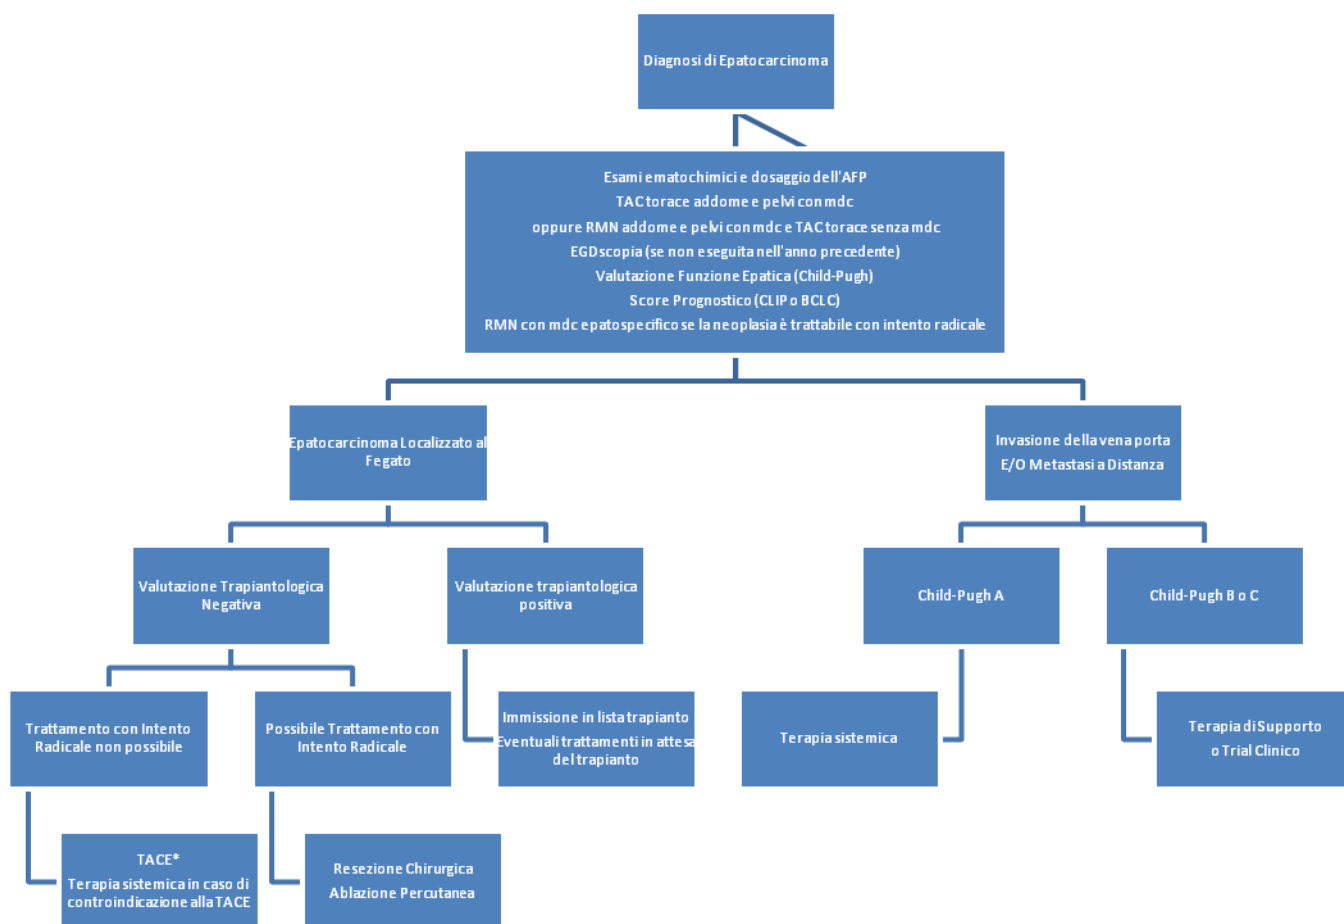 Diagnosi di Epatocarcinoma
Esami ematochimici e dosaggio dell'AFP
TAC torace addome e pelvi con mdc
oppure RMN addome e pelvi con mdc e TAC torace senza mdc
EGDscopia (se non eseguita nell'anno precedente)
Valutazione Funzione Epatica (Child-Pugh)
Score Prognostico (CLIP o BCLC)
RMN con mdc epatospecifico se la neoplasia è trattabile con intento radicale
Epatocarcinoma Localizzato al
Fegato
Invasione della vena porta
E/O Metastasi a Distanza
Valutazione Trapiantologica
Negativa
Valutazione trapiantologica
positiva
Child-Pugh A
Child-Pugh B o C
Trattamento con Intento
Radicale non possibile
Possibile Trattamento con
Intento Radicale
Immissione in lista trapianto
Eventuali trattamenti in attesa
del trapianto
Terapia sistemica
Terapia di Supporto
o Trial Clinico
TACE*
Terapia sistemica in caso di
controindicazione alla TACE
Resezione Chirurgica
Ablazione Percutanea